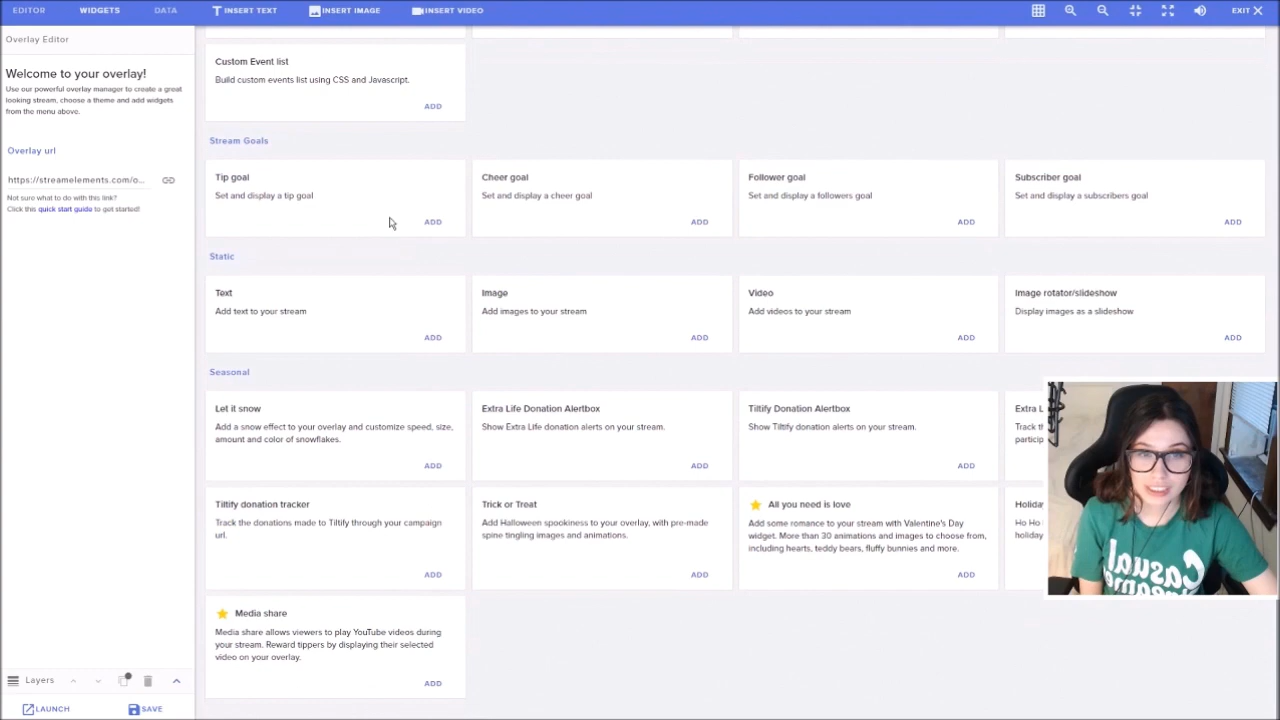 EDITOR WIDGETS DATA INSERT TEXT INSERT IMAGE INSERT VIDEO EXIT
Overlay Editor
Welcome to your overlay!
Use our powerful overlay manager to create a great
looking stream, choose a theme and add widgets
from the menu above.
Overlay url
https://streamelements.com/o...
Not sure what to do with this link?
Click this quick start guide to get started!
Layers
LAUNCH SAVE
Custom Event list
Build custom events list using CSS and Javascript.
ADD
Stream Goals
Tip goal
Set and display a tip goal
ADD
Cheer goal
Set and display a cheer goal
ADD
Follower goal
Set and display a followers goal
ADD
Subscriber goal
Set and display a subscribers goal
ADD
Static
Text
Add text to your stream
ADD
Image
Add images to your stream
ADD
Video
Add videos to your stream
ADD
Image rotator/slideshow
Display images as a slideshow
ADD
Seasonal
Let it snow
Add a snow effect to your overlay and customize speed, size,
amount and color of snowflakes.
ADD
Extra Life Donation Alertbox
Show Extra Life donation alerts on your stream.
ADD
Tiltify Donation Alertbox
Show Tiltify donation alerts on your stream.
ADD
Extra L
Track th
particip
Tiltify donation tracker
Track the donations made to Tiltify through your campaign
url.
ADD
Trick or Treat
Add Halloween spookiness to your overlay, with pre-made
spine tingling images and animations.
ADD
All you need is love
Add some romance to your stream with Valentine's Day
widget. More than 30 animations and images to choose from,
including hearts, teddy bears, fluffy bunnies and more.
ADD
Holiday
Ho Ho
holiday
Media share
Media share allows viewers to play YouTube videos during
your stream. Reward tippers by displaying their selected
video on your overlay.
ADD
Casual